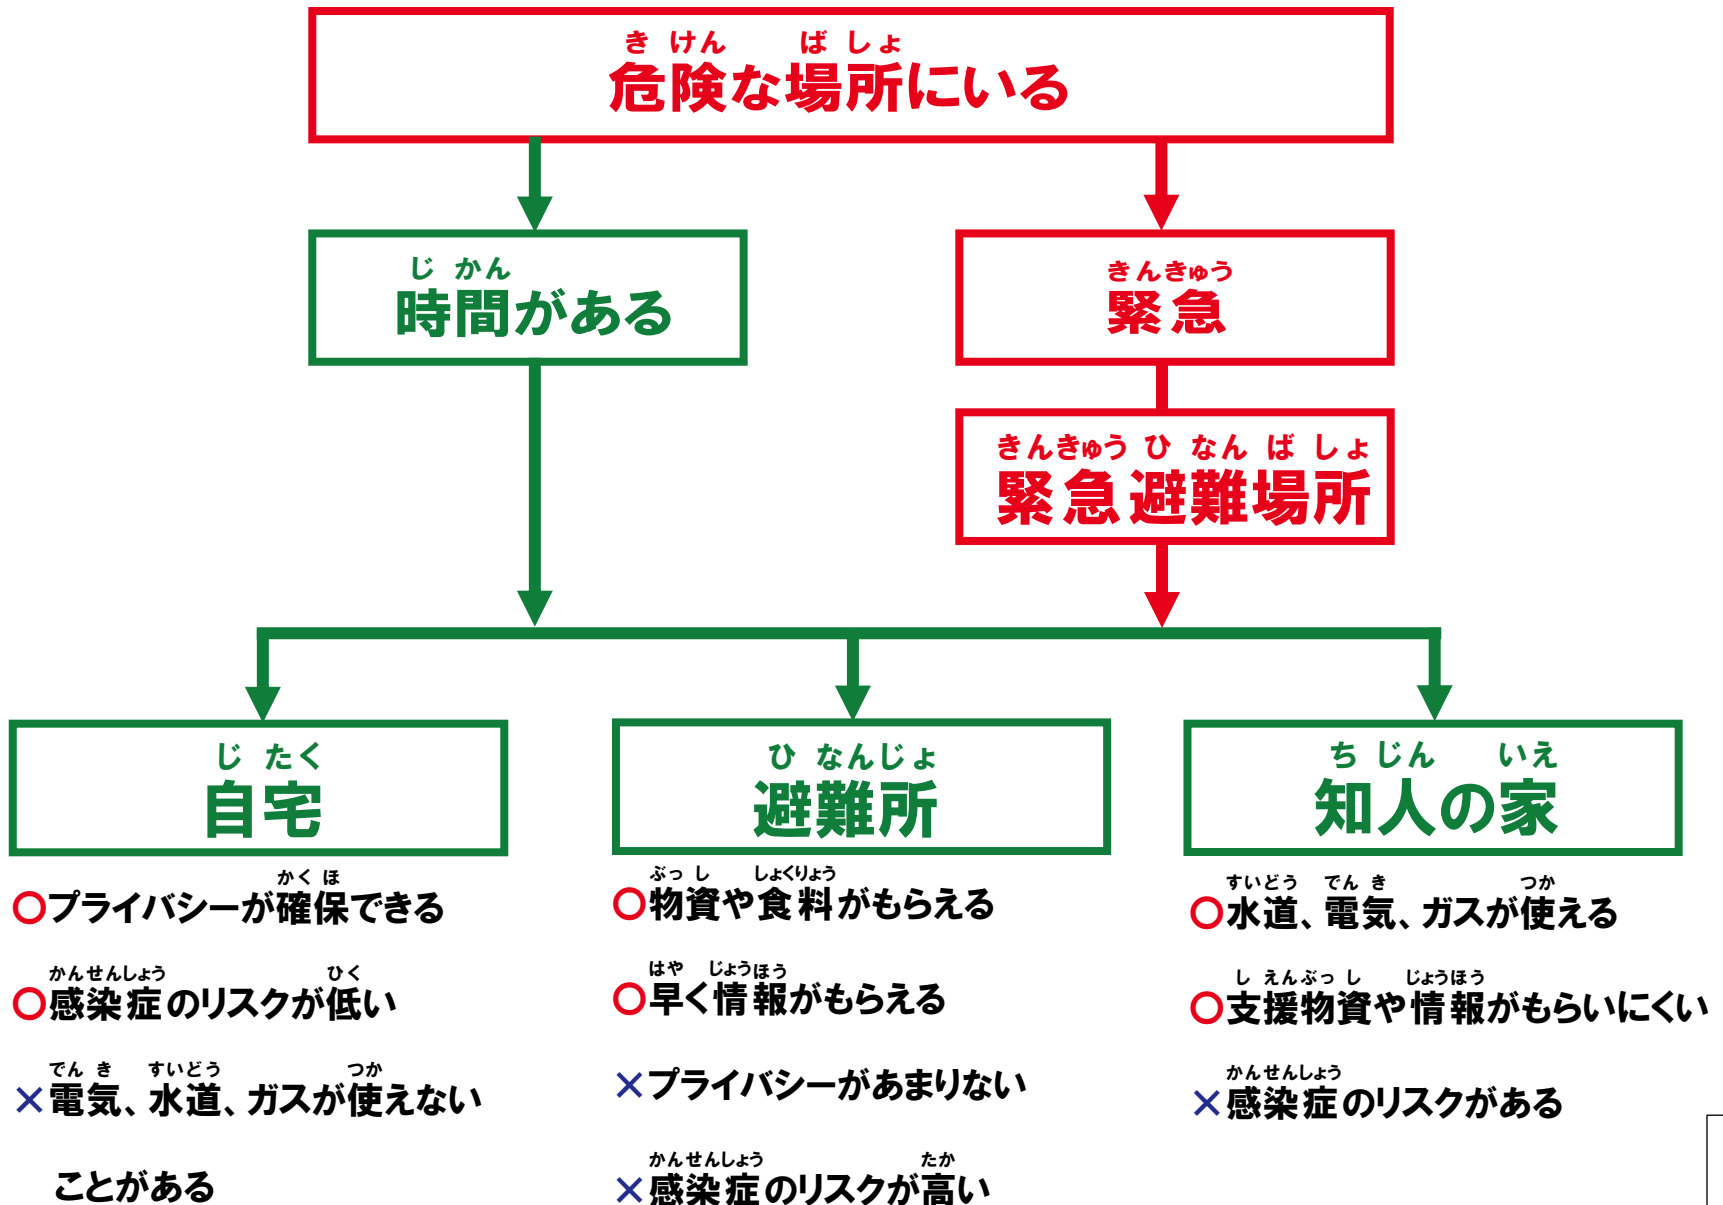 きけん ばしょ
危険な場所にいる
じかん
時間がある
きんきゅう
緊急
きんきゅうひなんばしょ
緊急避難場所
じたく
自宅
かくほ
○プライバシーが確保できる
かんせんしょう ひく
○感染症のリスクが低い
でんき すいどう つか
×電気、水道、ガスが使えない
ことがある
ひなんじょ
避難所
ぶっし しょくりょう
○物資や食料がもらえる
はや じょうほう
○早く情報がもらえる
×プライバシーがあまりない
かんせんしょう たか
×感染症のリスクが高い
ちじん いえ
知人の家
すいどう でんき つか
○水道、電気、ガスが使える
しえんぶっし じょうほう
○支援物資や情報がもらいにくい
かんせんしょう
×感染症のリスクがある